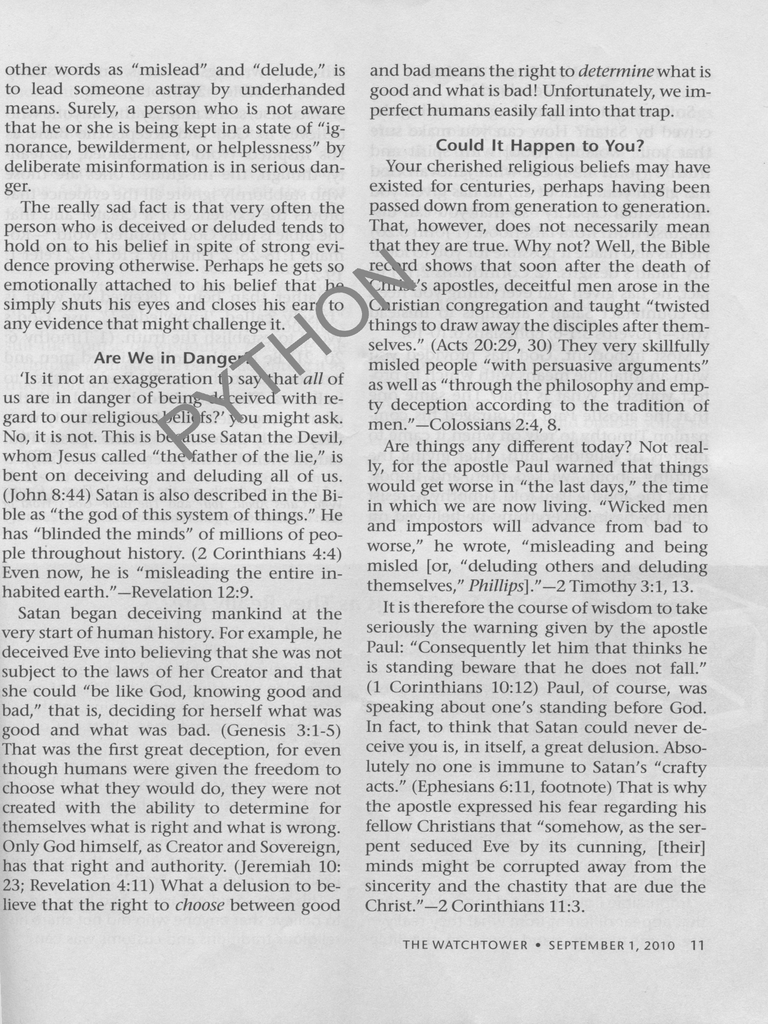 other words as “mislead” and “delude,” is
to lead someone astray by underhanded
means. Surely, a person who is not aware
that he or she is being kept in a state of “ig-
norance, bewilderment, or helplessness” by
deliberate misinformation is in serious dan-
ger.
The really sad fact is that very often the
person who is deceived or deluded tends to
hold on to his belief in spite of strong evi-
dence proving otherwise. Perhaps he gets so
emotionally attached to his belief that he
simply shuts his eyes and closes his ears to
any evidence that might challenge it.
Are We in Danger?
‘Is it not an exaggeration to say that all of
us are in danger of being deceived with re-
gard to our religious beliefs?’ you might ask.
No, it is not. This is because Satan the Devil,
whom Jesus called “the father of the lie,” is
bent on deceiving and deluding all of us.
(John 8:44) Satan is also described in the Bi-
ble as “the god of this system of things.” He
has “blinded the minds” of millions of peo-
ple throughout history. (2 Corinthians 4:4)
Even now, he is “misleading the entire in-
habited earth.”—Revelation 12:9.
Satan began deceiving mankind at the
very start of human history. For example, he
deceived Eve into believing that she was not
subject to the laws of her Creator and that
she could “be like God, knowing good and
bad,” that is, deciding for herself what was
good and what was bad. (Genesis 3:1-5)
That was the first great deception, for even
though humans were given the freedom to
choose what they would do, they were not
created with the ability to determine for
themselves what is right and what is wrong.
Only God himself, as Creator and Sovereign,
has that right and authority. (Jeremiah 10:
23; Revelation 4:11) What a delusion to be-
lieve that the right to choose between good
and bad means the right to determine what is
good and what is bad! Unfortunately, we im-
perfect humans easily fall into that trap.
Could It Happen to You?
Your cherished religious beliefs may have
existed for centuries, perhaps having been
passed down from generation to generation.
That, however, does not necessarily mean
that they are true. Why not? Well, the Bible
record shows that soon after the death of
Christ’s apostles, deceitful men arose in the
Christian congregation and taught “twisted
things to draw away the disciples after them-
selves.” (Acts 20:29, 30) They very skillfully
misled people “with persuasive arguments”
as well as “through the philosophy and emp-
ty deception according to the tradition of
men.”—Colossians 2:4, 8.
Are things any different today? Not real-
ly, for the apostle Paul warned that things
would get worse in “the last days,” the time
in which we are now living. “Wicked men
and impostors will advance from bad to
worse,” he wrote, “misleading and being
misled [or, “deluding others and deluding
themselves,” Phillips].”—2 Timothy 3:1, 13.
It is therefore the course of wisdom to take
seriously the warning given by the apostle
Paul: “Consequently let him that thinks he
is standing beware that he does not fall.”
(1 Corinthians 10:12) Paul, of course, was
speaking about one’s standing before God.
In fact, to think that Satan could never de-
ceive you is, in itself, a great delusion. Abso-
lutely no one is immune to Satan’s “crafty
acts.” (Ephesians 6:11, footnote) That is why
the apostle expressed his fear regarding his
fellow Christians that “somehow, as the ser-
pent seduced Eve by its cunning, [their]
minds might be corrupted away from the
sincerity and the chastity that are due the
Christ.”—2 Corinthians 11:3.
THE WATCHTOWER • SEPTEMBER 1, 2010 11
PYTHON